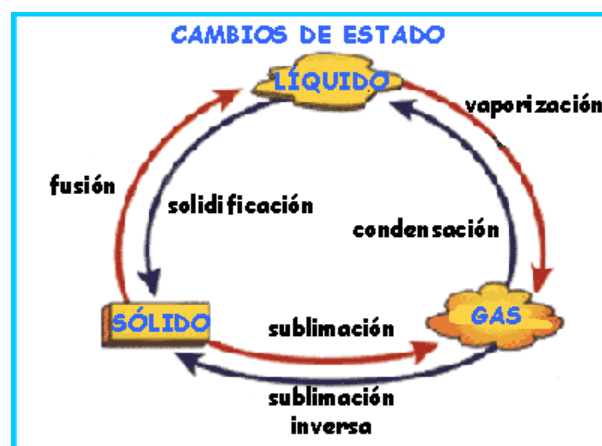 CAMBIOS DE ESTADO
LÍQUIDO
vaporización
fusión
solidificación
condensación
SÓLIDO
sublimación
GAS
sublimación
inversa